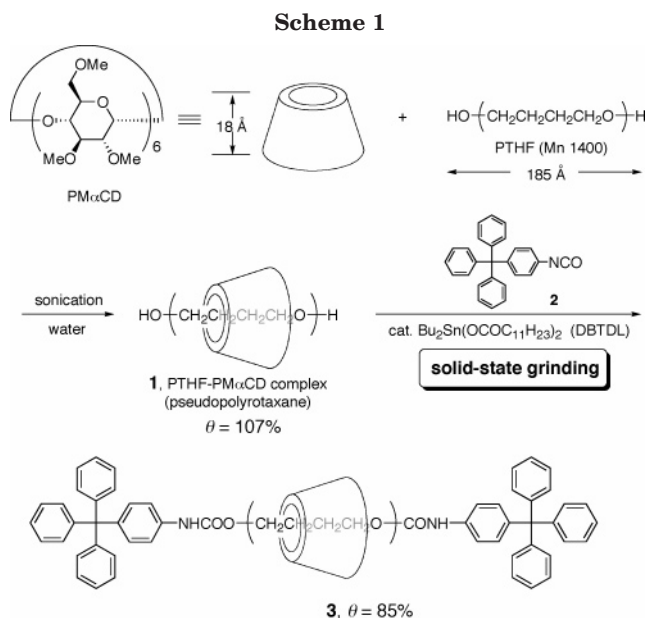 Scheme 1
OMe
O
O
MeO
OMe
6
PMαCD
≡
18 Å
+
HO-(-CH₂CH₂CH₂CH₂O-)-H
PTHF (Mn 1400)
185 Å
sonication
water
HO-(-CH₂CH₂CH₂CH₂O-)-H
1, PTHF-PMαCD complex
(pseudopolyrotaxane)
θ = 107%
NCO
2
cat. Bu₂Sn(OCOC₁₁H₂₃)₂ (DBTDL)
solid-state grinding
NHCOO-(-CH₂CH₂CH₂CH₂O-)-CONH
3, θ = 85%